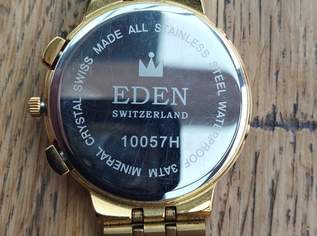 EDEN
SWITZERLAND
10057H
SWISS MADE ALL STAINLESS STEEL WATERPROOF 3ATM MINERAL CRYSTAL